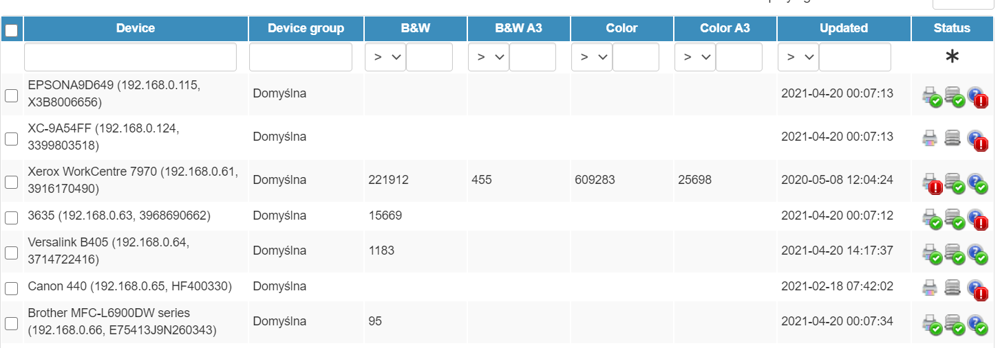 Device Device group B&W B&W A3 Color Color A3 Updated Status
> > > > > *
EPSONA9D649 (192.168.0.115,
X3B8006656) Domyślna 2021-04-20 00:07:13
XC-9A54FF (192.168.0.124,
3399803518) Domyślna 2021-04-20 00:07:13
Xerox WorkCentre 7970 (192.168.0.61,
3916170490) Domyślna 221912 455 609283 25698 2020-05-08 12:04:24
3635 (192.168.0.63, 3968690662) Domyślna 15669 2021-04-20 00:07:12
Versalink B405 (192.168.0.64,
3714722416) Domyślna 1183 2021-04-20 14:17:37
Canon 440 (192.168.0.65, HF400330) Domyślna 2021-02-18 07:42:02
Brother MFC-L6900DW series
(192.168.0.66, E75413J9N260343) Domyślna 95 2021-04-20 00:07:34